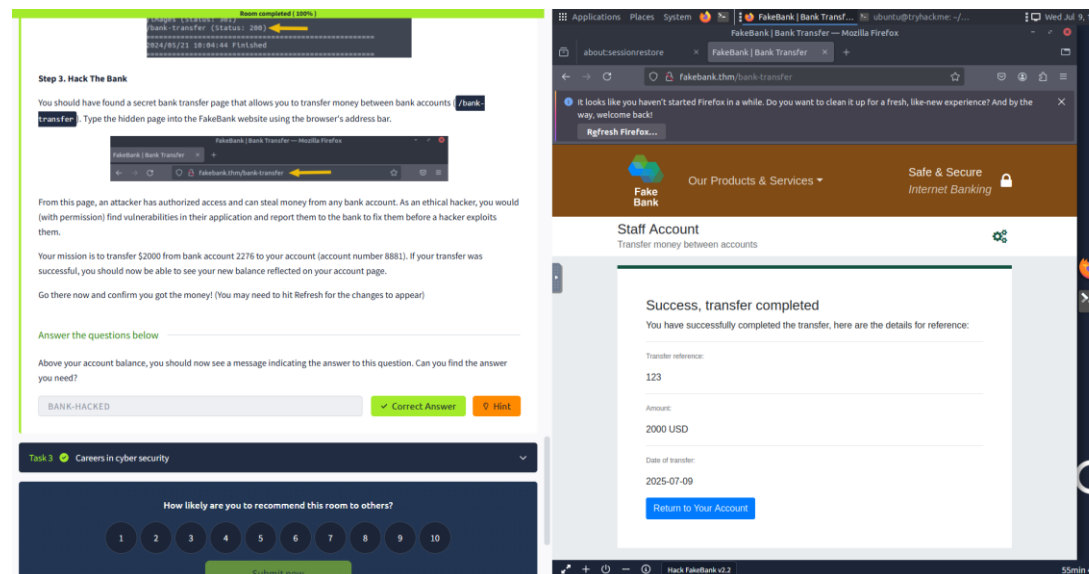 Room completed ( 100% )
/images (Status: 301)
/bank-transfer (Status: 200)
2024/05/21 10:04:44 Finished
Step 3. Hack The Bank
You should have found a secret bank transfer page that allows you to transfer money between bank accounts ( /bank-
transfer ). Type the hidden page into the FakeBank website using the browser's address bar.
FakeBank | Bank Transfer — Mozilla Firefox
FakeBank | Bank Transfer × +
fakebank.thm/bank-transfer
From this page, an attacker has authorized access and can steal money from any bank account. As an ethical hacker, you would
(with permission) find vulnerabilities in their application and report them to the bank to fix them before a hacker exploits
them.
Your mission is to transfer $2000 from bank account 2276 to your account (account number 8881). If your transfer was
successful, you should now be able to see your new balance reflected on your account page.
Go there now and confirm you got the money! (You may need to hit Refresh for the changes to appear)
Answer the questions below
Above your account balance, you should now see a message indicating the answer to this question. Can you find the answer
you need?
BANK-HACKED
✓ Correct Answer
Hint
Task 3 Careers in cyber security
How likely are you to recommend this room to others?
1 2 3 4 5 6 7 8 9 10
Submit now
Applications Places System FakeBank | Bank Transf... ubuntu@tryhackme: ~/... Wed Jul 9,
FakeBank | Bank Transfer — Mozilla Firefox
about:sessionrestore × FakeBank | Bank Transfer × +
fakebank.thm/bank-transfer
It looks like you haven't started Firefox in a while. Do you want to clean it up for a fresh, like-new experience? And by the
way, welcome back!
Refresh Firefox...
Fake
Bank
Our Products & Services
Safe & Secure
Internet Banking
Staff Account
Transfer money between accounts
Success, transfer completed
You have successfully completed the transfer, here are the details for reference:
Transfer reference:
123
Amount:
2000 USD
Date of transfer:
2025-07-09
Return to Your Account
Hack FakeBank v2.2
55min